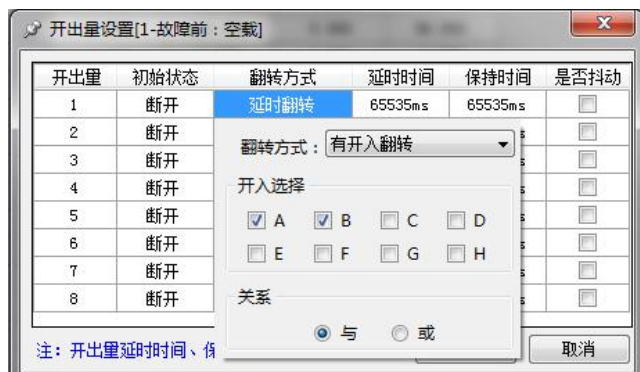 开出量设置[1-故障前：空载]
开出量 初始状态 翻转方式 延时时间 保持时间 是否抖动
1 断开 延时翻转 65535ms 65535ms
2 断开
3 断开
4 断开
5 断开
6 断开
7 断开
8 断开
翻转方式： 有开入翻转
开入选择
A B C D
E F G H
关系
与 或
注：开出量延时时间、保
取消